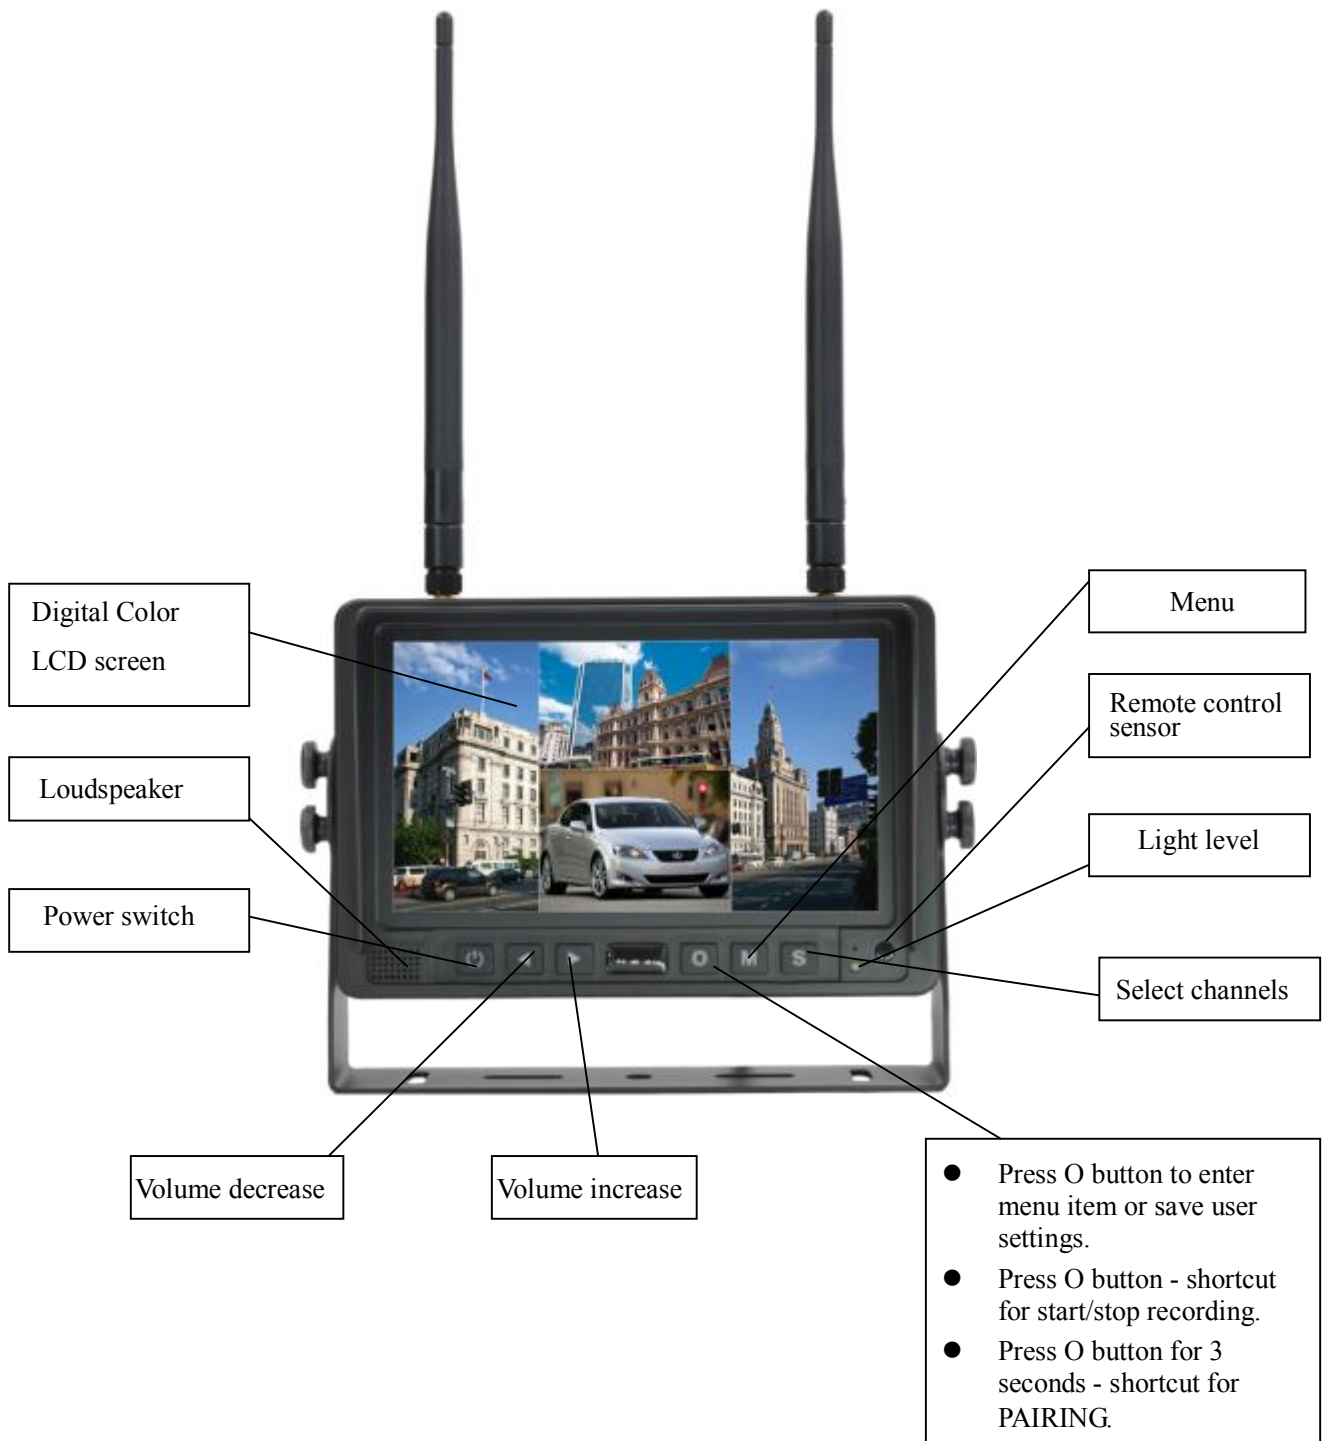 Digital Color
LCD screen
Loudspeaker
Power switch
Menu
Remote control
sensor
Light level
Select channels
O
M
S
Volume decrease
Volume increase
● Press O button to enter
menu item or save user
settings.
● Press O button - shortcut
for start/stop recording.
● Press O button for 3
seconds - shortcut for
PAIRING.